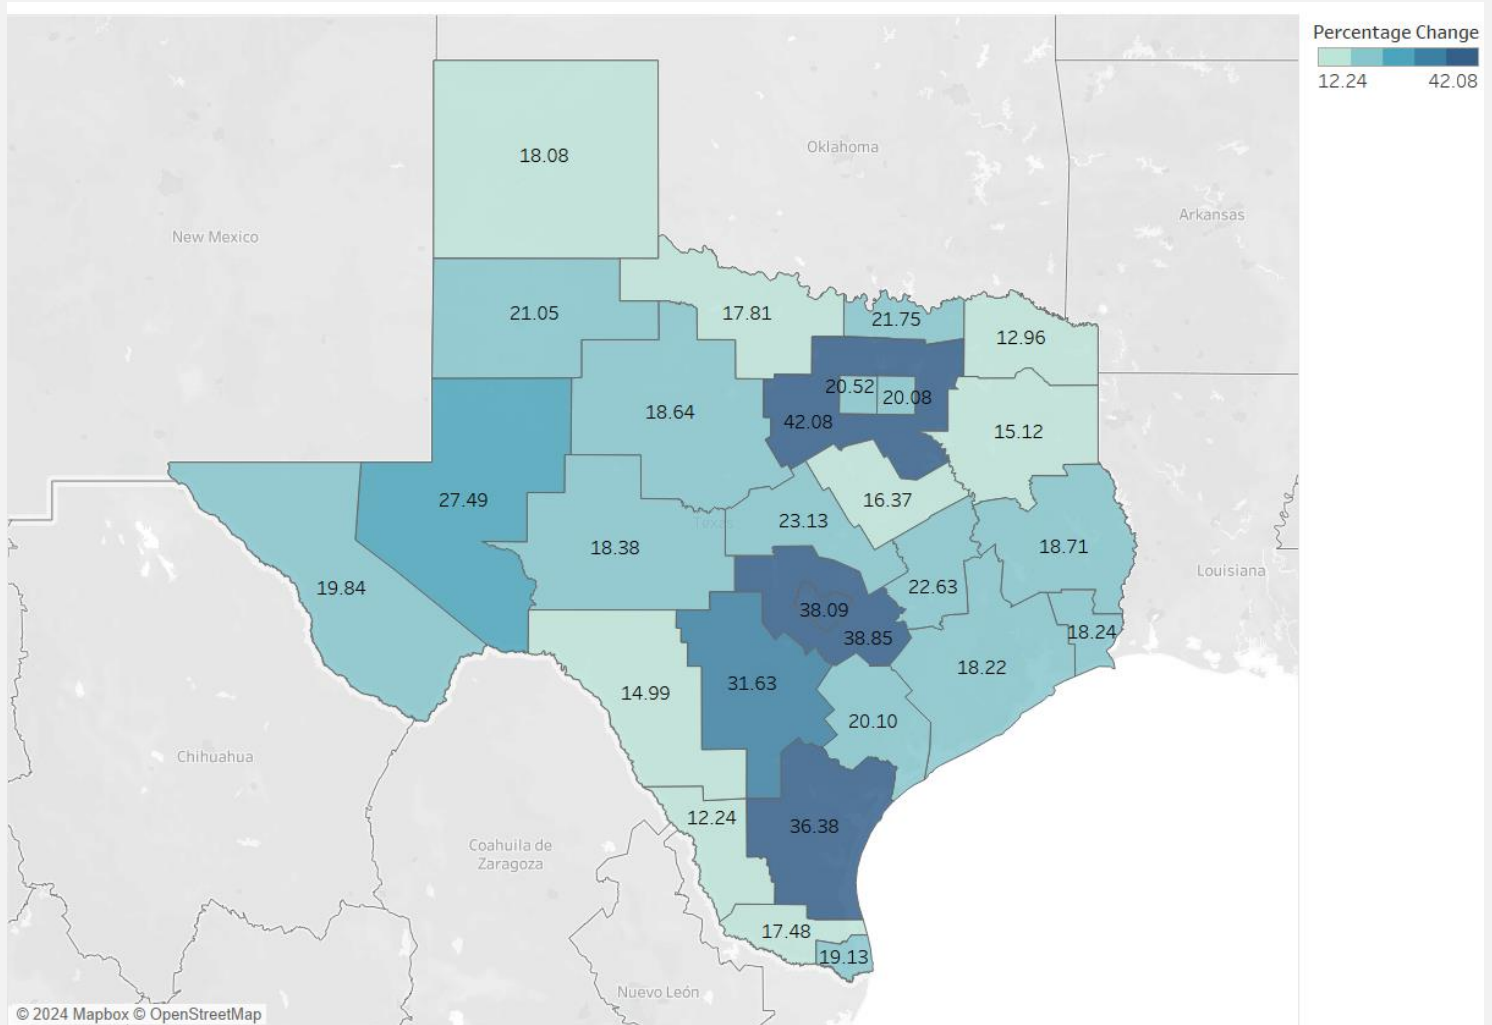 Percentage Change
12.24 42.08
18.08
Oklahoma
Arkansas
New Mexico
21.05
17.81
21.75
12.96
20.52
20.08
18.64
42.08
15.12
27.49
16.37
Texas
23.13
18.38
18.71
Louisiana
19.84
22.63
38.09
38.85
18.24
18.22
14.99
31.63
20.10
Chihuahua
12.24
36.38
Coahuila de
Zaragoza
17.48
19.13
Nuevo León
© 2024 Mapbox © OpenStreetMap